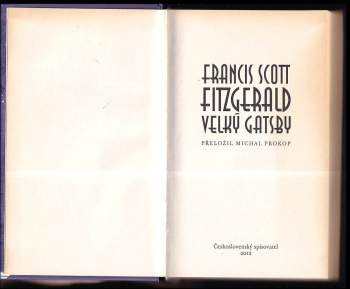 FRANCIS SCOTT
FITZGERALD
VELKÝ GATSBY
PŘELOŽIL MICHAL PROKOP
Československý spisovatel
2012